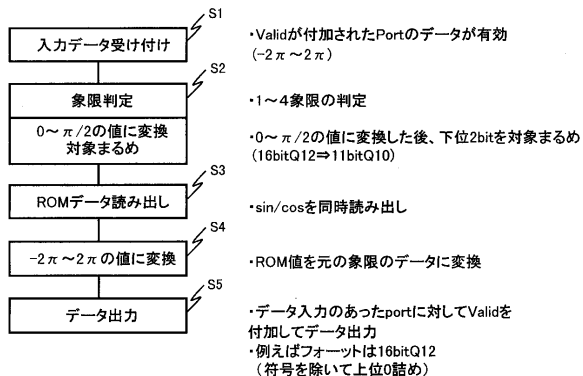 S1
入力データ受け付け
・Validが付加されたPortのデータが有効
(-2π～2π)
S2
象限判定
・1～4象限の判定
0～π/2の値に変換
対象まるめ
・0～π/2の値に変換した後、下位2bitを対象まるめ
(16bitQ12⇒11bitQ10)
S3
ROMデータ読み出し
・sin/cosを同時読み出し
S4
-2π～2πの値に変換
・ROM値を元の象限のデータに変換
S5
データ出力
・データ入力のあったportに対してValidを
付加してデータ出力
・例えばフォーットは16bitQ12
(符号を除いて上位0詰め)